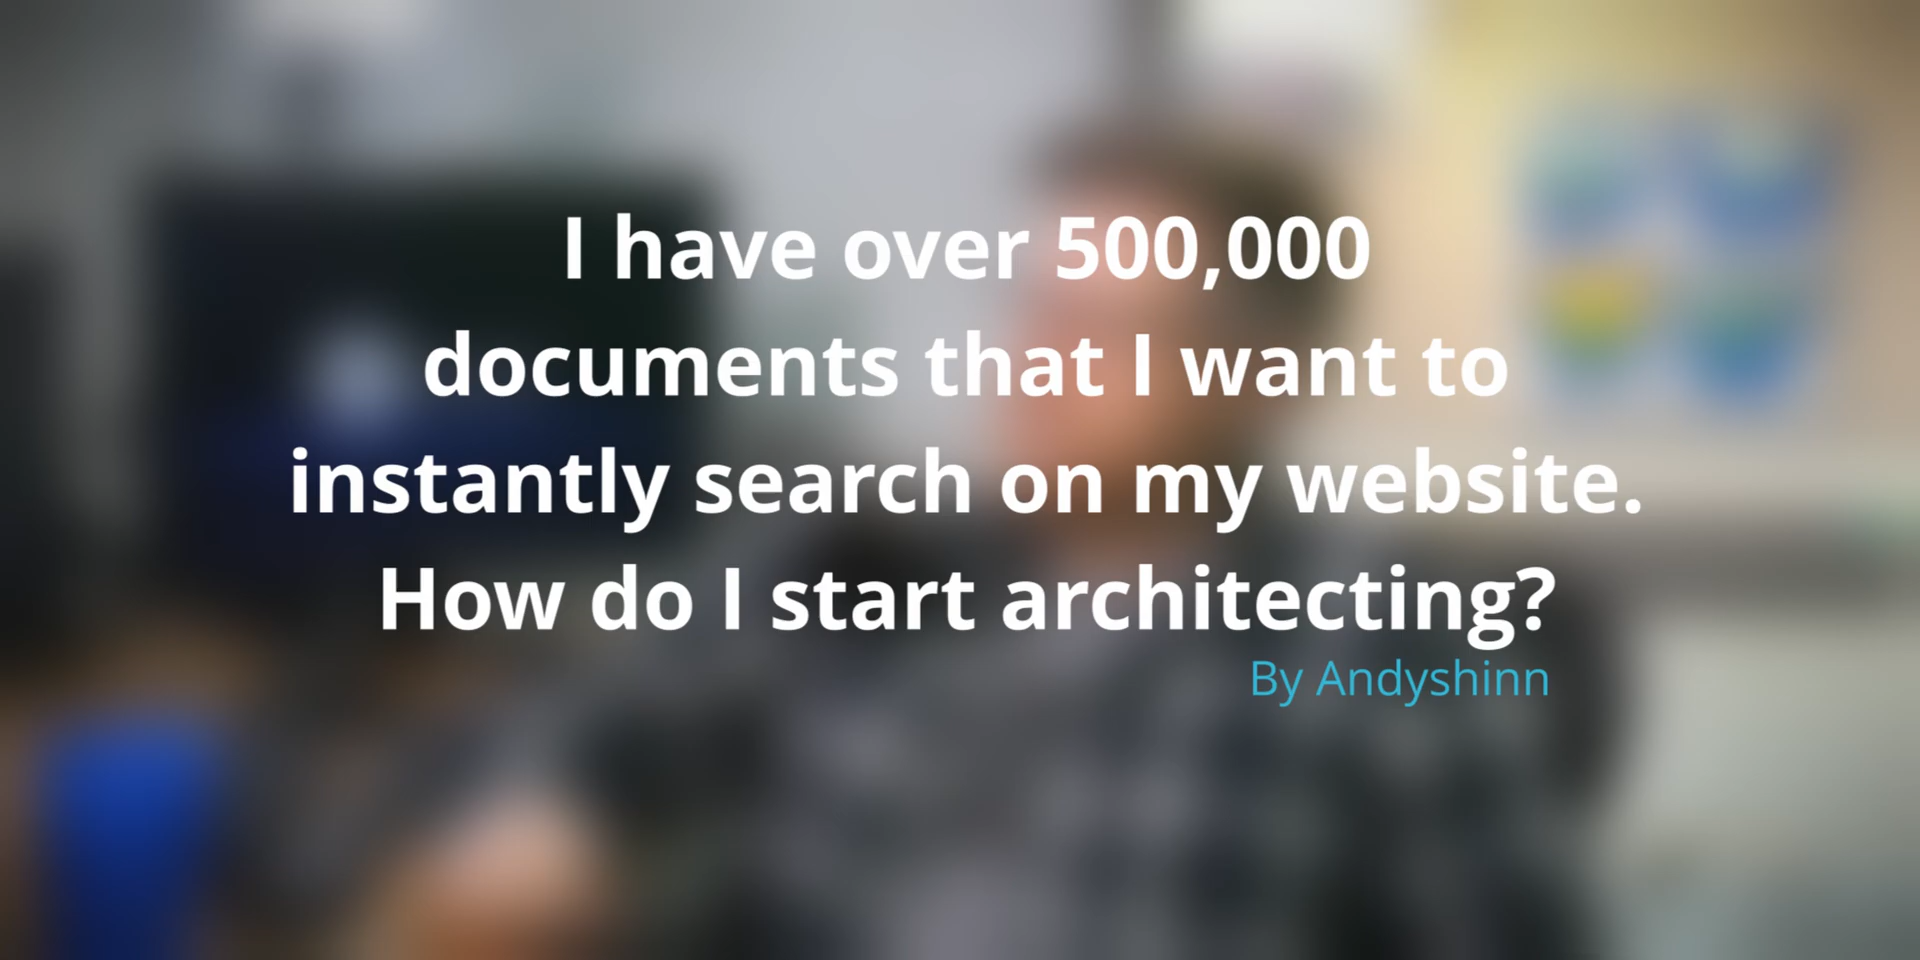 I have over 500,000
documents that I want to
instantly search on my website.
How do I start architecting?
By Andyshinn